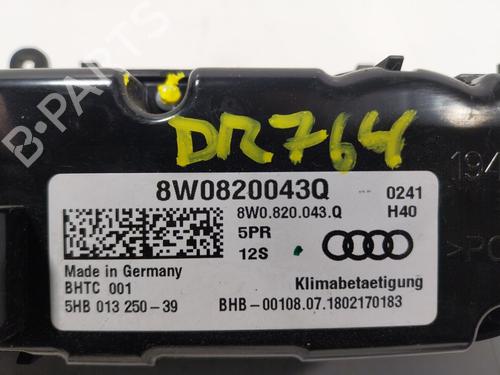 DR764
8W0820043Q -- 0241
8W0.820.043.Q H40
5PR
12S
Made in Germany
BHTC 001 Klimabetaetigung
5HB 013 250-39 BHB-00108.07.1802170183
B-PARTS